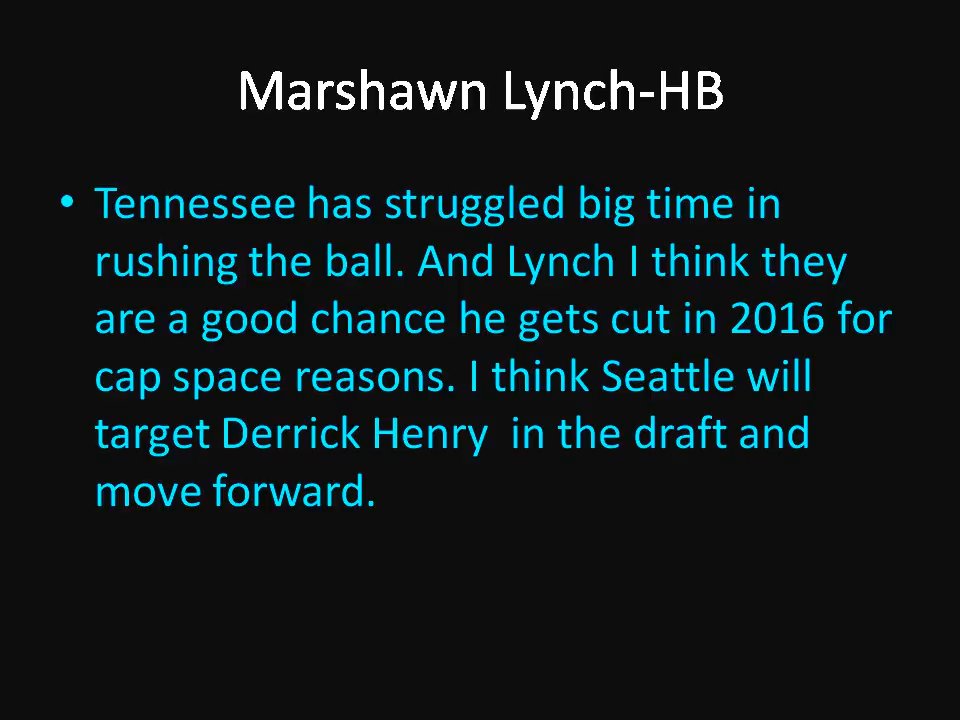 Marshawn Lynch-HB
• Tennessee has struggled big time in
rushing the ball. And Lynch I think they
are a good chance he gets cut in 2016 for
cap space reasons. I think Seattle will
target Derrick Henry  in the draft and
move forward.